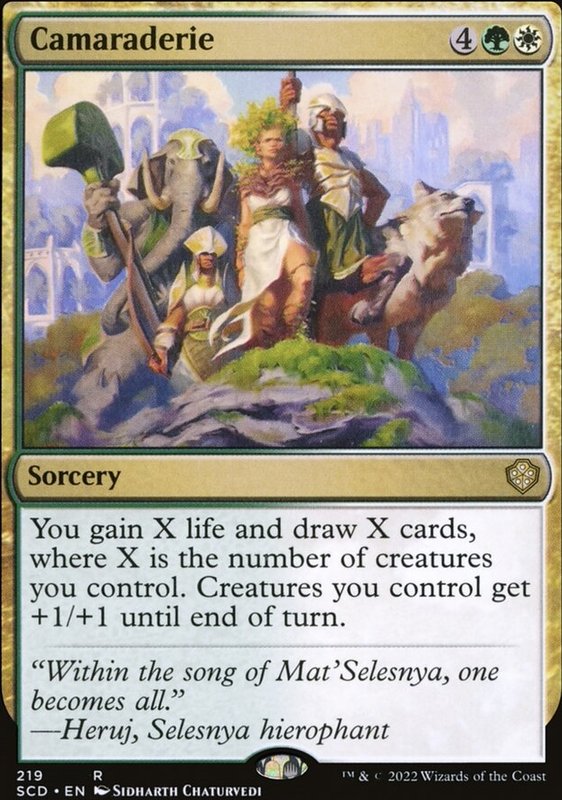 Camaraderie 4
Sorcery
You gain X life and draw X cards,
where X is the number of creatures
you control. Creatures you control get
+1/+1 until end of turn.
“Within the song of Mat’Selesnya, one
becomes all.”
—Heruj, Selesnya hierophant
219 R
SCD • EN Sidharth Chaturvedi
™ & © 2022 Wizards of the Coast